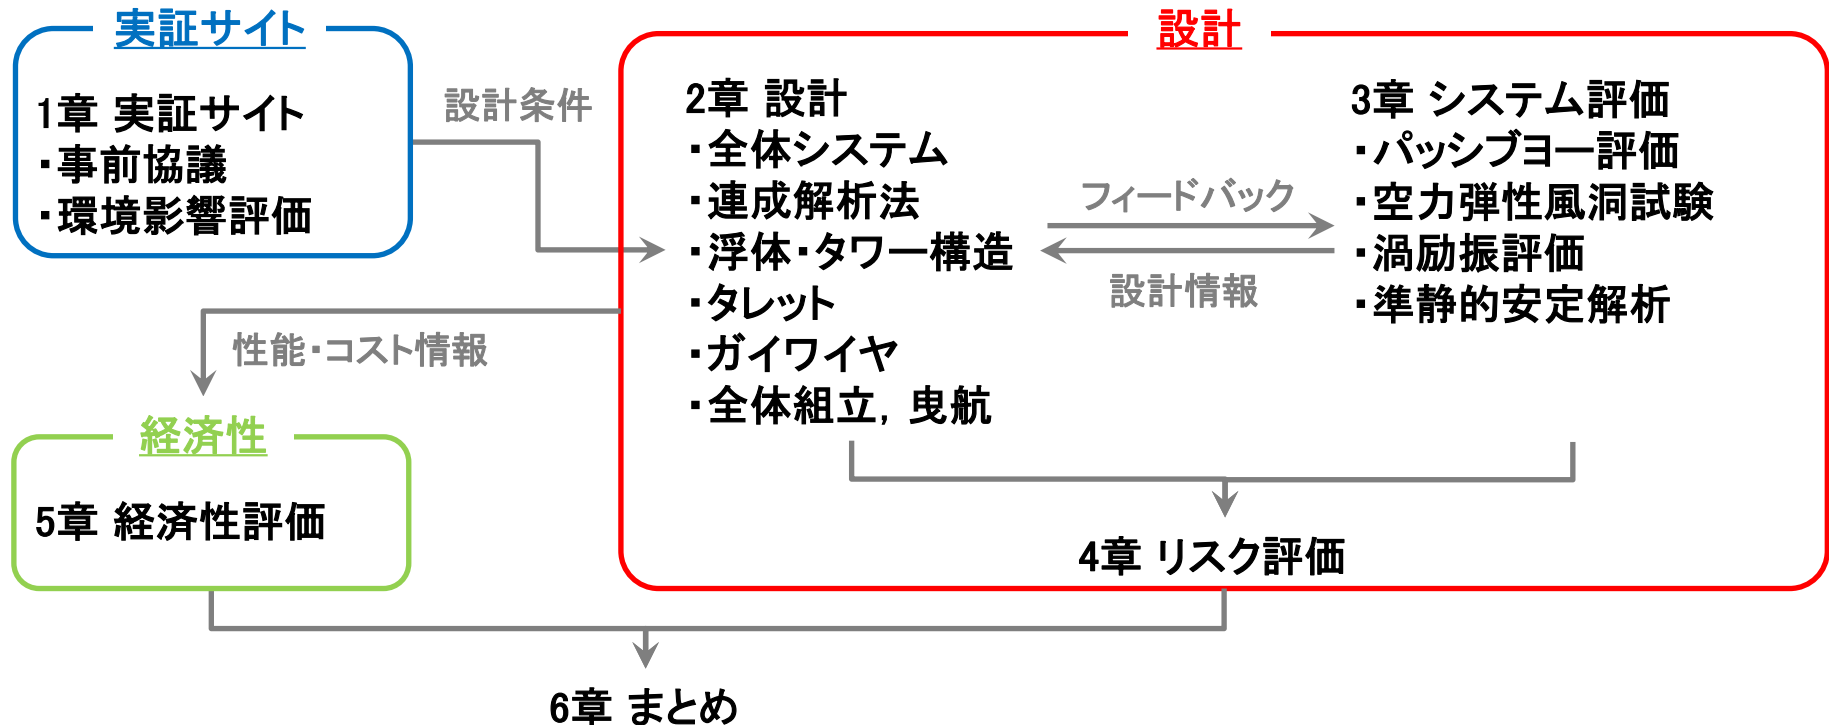 実証サイト
1章 実証サイト
・事前協議
・環境影響評価
設計条件
設計
2章 設計
・全体システム
・連成解析法
・浮体・タワー構造
・タレット
・ガイワイヤ
・全体組立，曳航
フィードバック
設計情報
3章 システム評価
・パッシブヨー評価
・空力弾性風洞試験
・渦励振評価
・準静的安定解析
4章 リスク評価
性能・コスト情報
経済性
5章 経済性評価
6章 まとめ